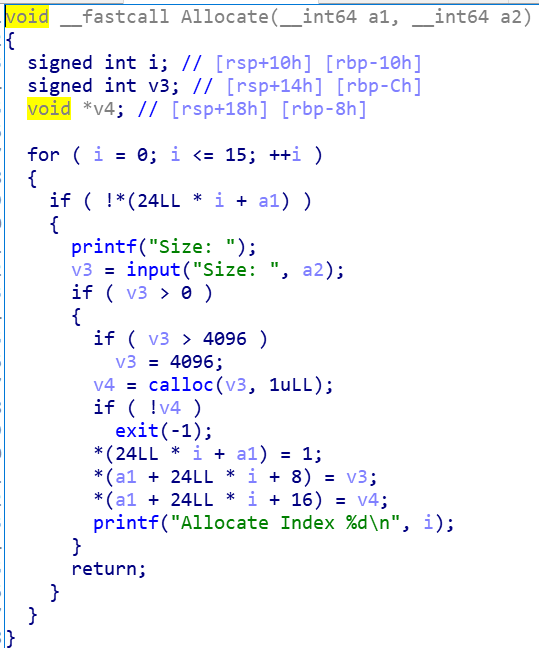 void __fastcall Allocate(__int64 a1, __int64 a2)
{
  signed int i; // [rsp+10h] [rbp-10h]
  signed int v3; // [rsp+14h] [rbp-Ch]
  void *v4; // [rsp+18h] [rbp-8h]

  for ( i = 0; i <= 15; ++i )
  {
    if ( !*(24LL * i + a1) )
    {
      printf("Size: ");
      v3 = input("Size: ", a2);
      if ( v3 > 0 )
      {
        if ( v3 > 4096 )
          v3 = 4096;
        v4 = calloc(v3, 1uLL);
        if ( !v4 )
          exit(-1);
        *(24LL * i + a1) = 1;
        *(a1 + 24LL * i + 8) = v3;
        *(a1 + 24LL * i + 16) = v4;
        printf("Allocate Index %d\n", i);
      }
      return;
    }
  }
}